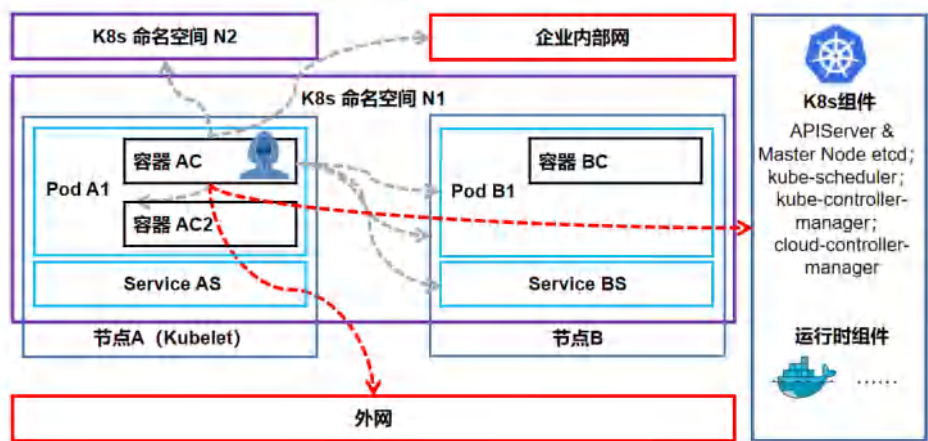 K8s 命名空间 N2
企业内部网
K8s 命名空间 N1
容器 AC
Pod A1
容器 AC2
Service AS
节点A（Kubelet）
容器 BC
Pod B1
Service BS
节点B
外网
K8s组件
APIServer &
Master Node etcd；
kube-scheduler；
kube-controller-
manager；
cloud-controller-
manager
运行时组件
……